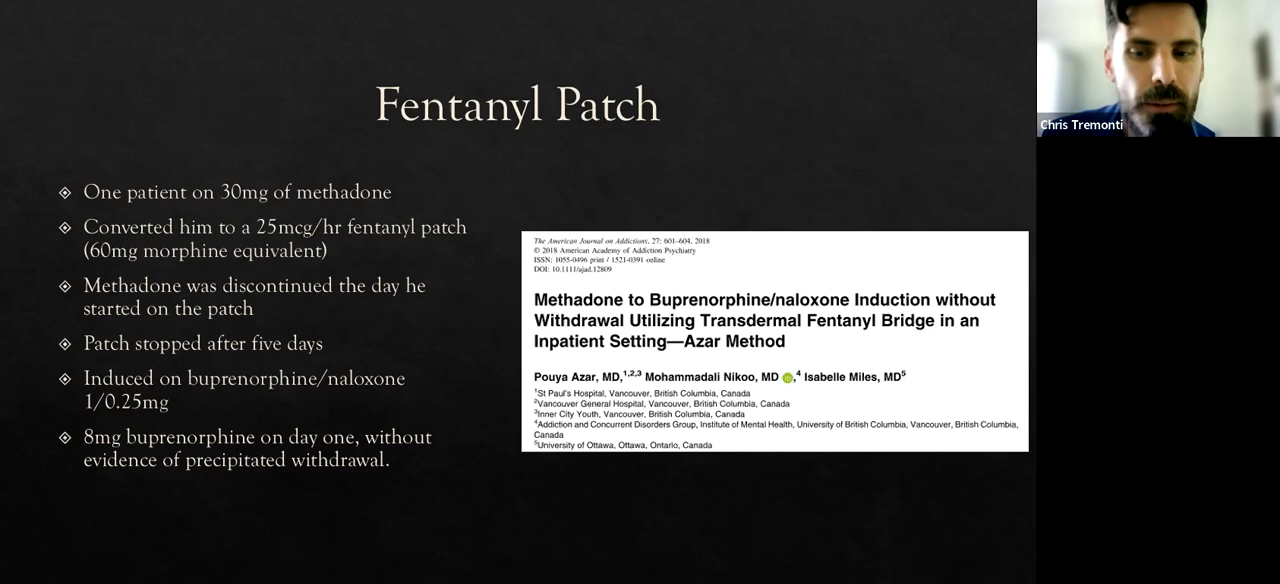 Fentanyl Patch
One patient on 30mg of methadone
Converted him to a 25mcg/hr fentanyl patch
(60mg morphine equivalent)
Methadone was discontinued the day he
started on the patch
Patch stopped after five days
Induced on buprenorphine/naloxone
1/0.25mg
8mg buprenorphine on day one, without
evidence of precipitated withdrawal.
The American Journal on Addictions, 27: 601–604, 2018
© 2018 American Academy of Addiction Psychiatry
ISSN: 1055-0496 print / 1521-0391 online
DOI: 10.1111/ajad.12809
Methadone to Buprenorphine/naloxone Induction without
Withdrawal Utilizing Transdermal Fentanyl Bridge in an
Inpatient Setting—Azar Method
Pouya Azar, MD,1,2,3 Mohammadali Nikoo, MD iD,4 Isabelle Miles, MD5
1St Paul's Hospital, Vancouver, British Columbia, Canada
2Vancouver General Hospital, Vancouver, British Columbia, Canada
3Inner City Youth, Vancouver, British Columbia, Canada
4Addiction and Concurrent Disorders Group, Institute of Mental Health, University of British Columbia, Vancouver, British Columbia,
Canada
5University of Ottawa, Ottawa, Ontario, Canada
Chris Tremonti